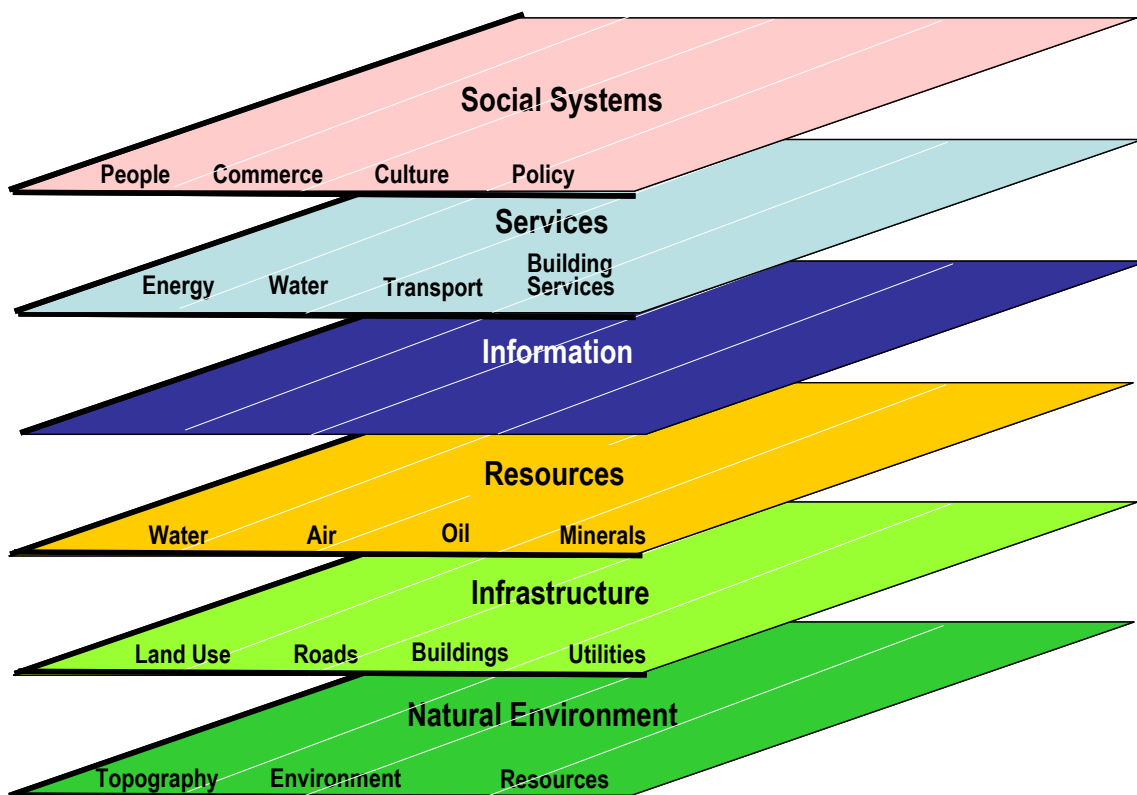 Social Systems
People Commerce Culture Policy
Services
Energy Water Transport Building Services
Information
Resources
Water Air Oil Minerals
Infrastructure
Land Use Roads Buildings Utilities
Natural Environment
Topography Environment Resources